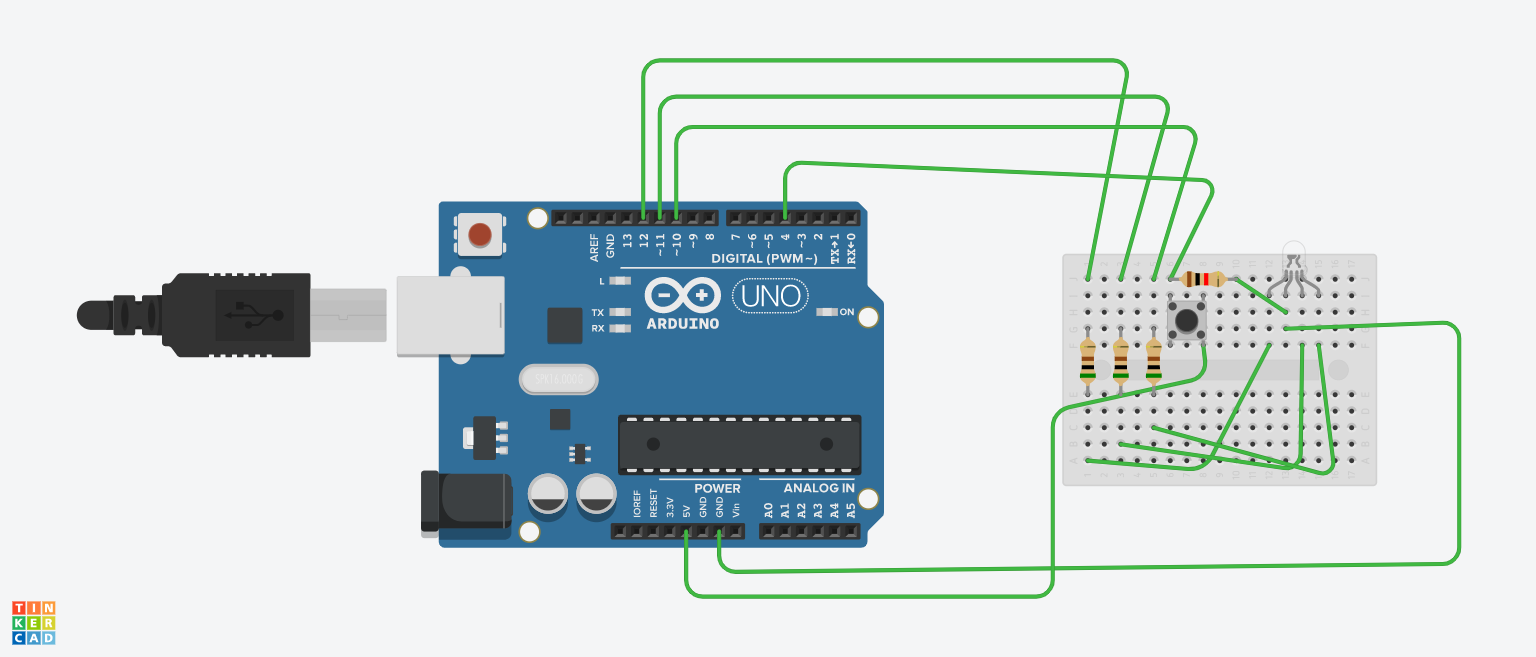 AREF
GND
13
12
~11
~10
~9
8
7
~6
~5
4
~3
2
TX→1
RX←0
DIGITAL (PWM~)
L
TX
RX
ARDUINO
UNO
ON
POWER
ANALOG IN
IOREF
RESET
3.3V
5V
GND
GND
Vin
A0
A1
A2
A3
A4
A5
TIN
KER
CAD